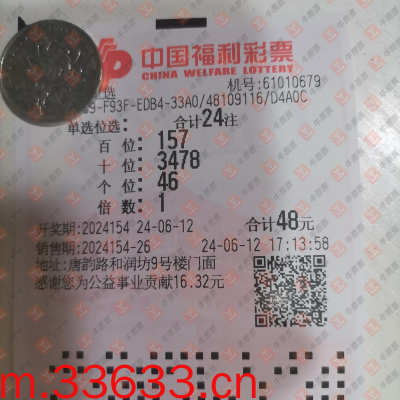 中国福利彩票
CHINA WELFARE LOTTERY
选
机号:61010679
9-F93F-EDB4-33A0/48109116/D4A0C
单选位选: 合计24注
百 位: 157
十 位: 3478
个 位: 46
倍 数: 1
开奖期:2024154 24-06-12 合计48元
销售期:2024154-26 24-06-12 17:13:58
地址:唐韵路和润坊9号楼门面
感谢您为公益事业贡献16.32元
m.33633.cn